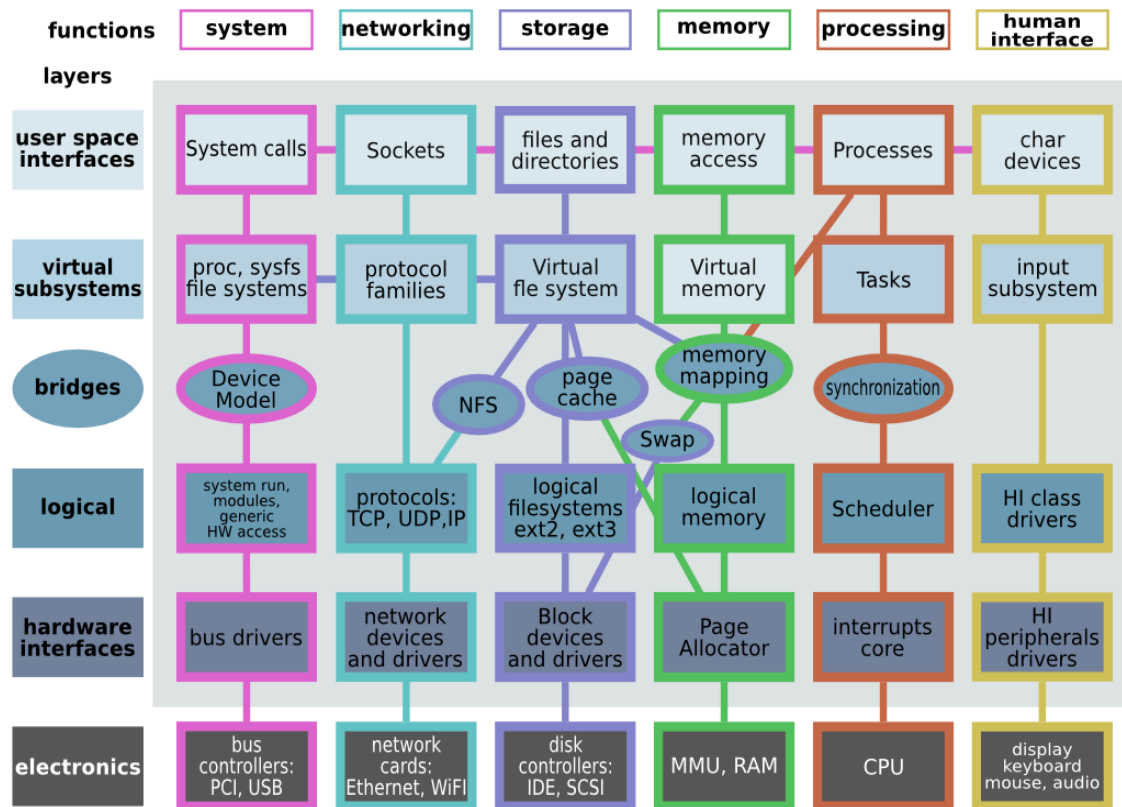 functions
system
networking
storage
memory
processing
human
interface
layers
user space
interfaces
System calls
Sockets
files and
directories
memory
access
Processes
char
devices
virtual
subsystems
proc, sysfs
file systems
protocol
families
Virtual
fle system
Virtual
memory
Tasks
input
subsystem
bridges
Device
Model
NFS
page
cache
memory
mapping
Swap
synchronization
logical
system run,
modules,
generic
HW access
protocols:
TCP, UDP,IP
logical
filesystems
ext2, ext3
logical
memory
Scheduler
HI class
drivers
hardware
interfaces
bus drivers
network
devices
and drivers
Block
devices
and drivers
Page
Allocator
interrupts
core
HI
peripherals
drivers
electronics
bus
controllers:
PCI, USB
network
cards:
Ethernet, WiFI
disk
controllers:
IDE, SCSI
MMU, RAM
CPU
display
keyboard
mouse, audio